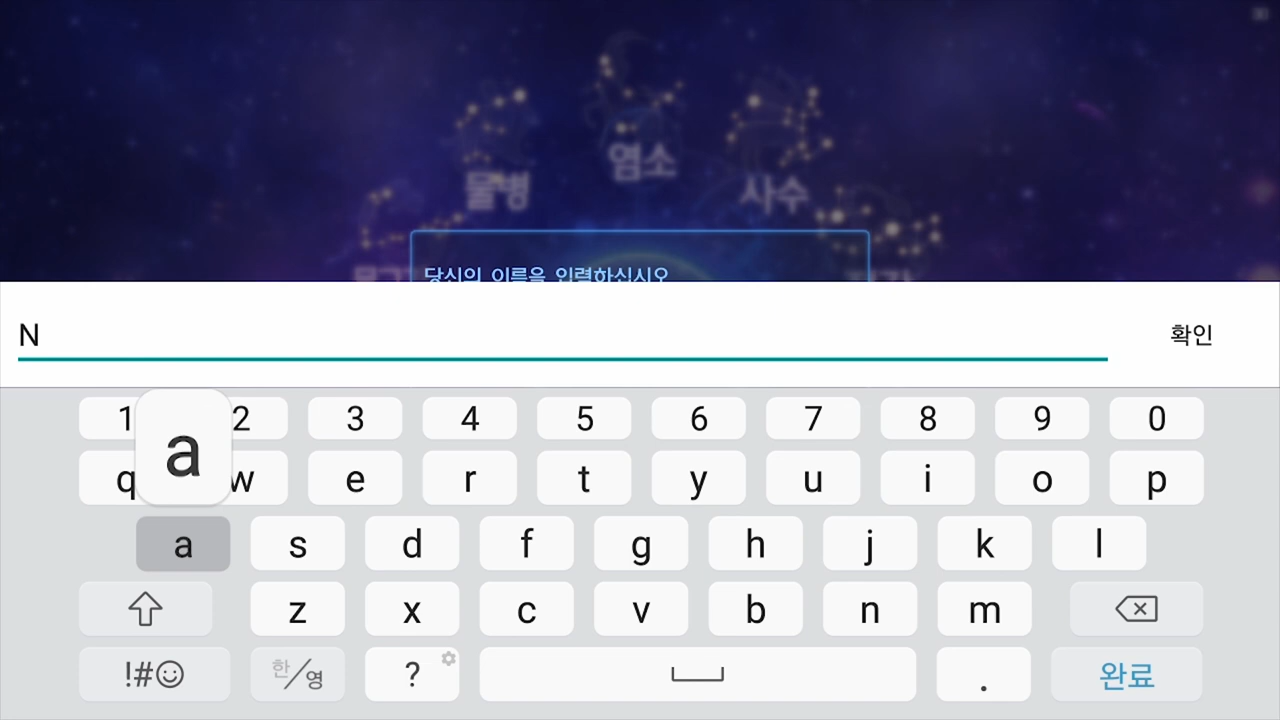 염소
물병
사수
당신의 이름을 입력하십시오
N
확인
1 2 3 4 5 6 7 8 9 0
a
q w e r t y u i o p
a s d f g h j k l
z x c v b n m
!#☺ 한/영 ? . 완료